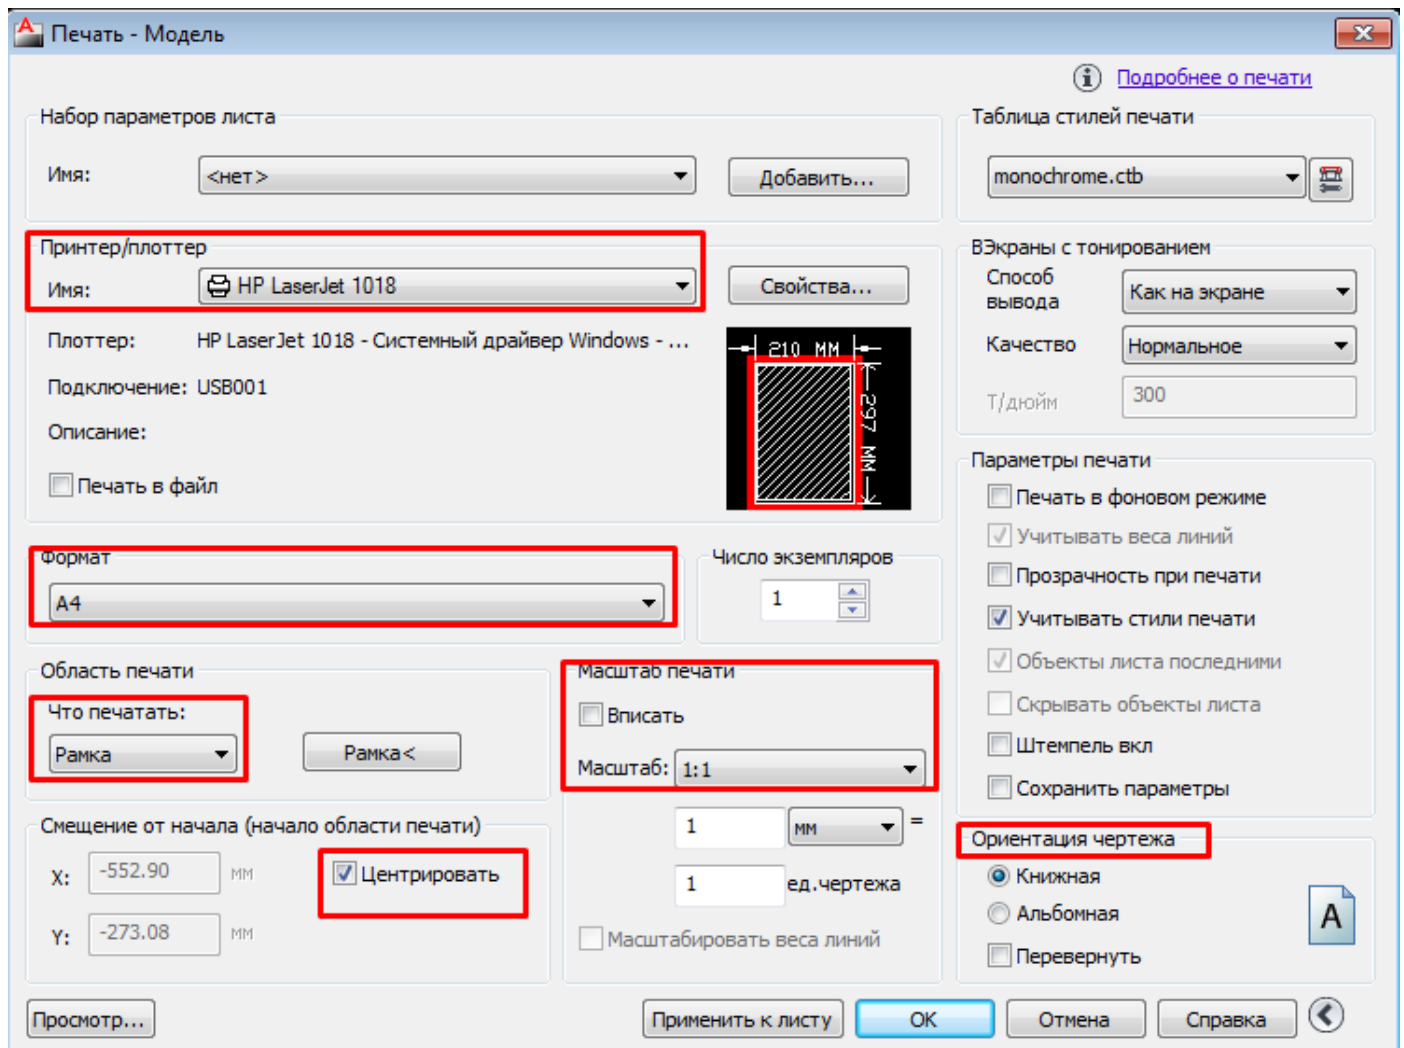 Печать - Модель
Подробнее о печати
Набор параметров листа
Имя:
<нет>
Добавить...
Таблица стилей печати
monochrome.ctb
Принтер/плоттер
Имя:
HP LaserJet 1018
Свойства...
Плоттер:
HP LaserJet 1018 - Системный драйвер Windows - ...
Подключение: USB001
Описание:
Печать в файл
210 MM
297 MM
ВЭкраны с тонированием
Способ
вывода
Как на экране
Качество
Нормальное
Т/дюйм
300
Формат
A4
Число экземпляров
1
Параметры печати
Печать в фоновом режиме
Учитывать веса линий
Прозрачность при печати
Учитывать стили печати
Объекты листа последними
Скрывать объекты листа
Штемпель вкл
Сохранить параметры
Область печати
Что печатать:
Рамка
Рамка<
Масштаб печати
Вписать
Масштаб:
1:1
1
мм
=
1
ед.чертежа
Масштабировать веса линий
Смещение от начала (начало области печати)
X:
-552.90
мм
Центрировать
Y:
-273.08
мм
Ориентация чертежа
Книжная
Альбомная
Перевернуть
A
Просмотр...
Применить к листу
ОК
Отмена
Справка